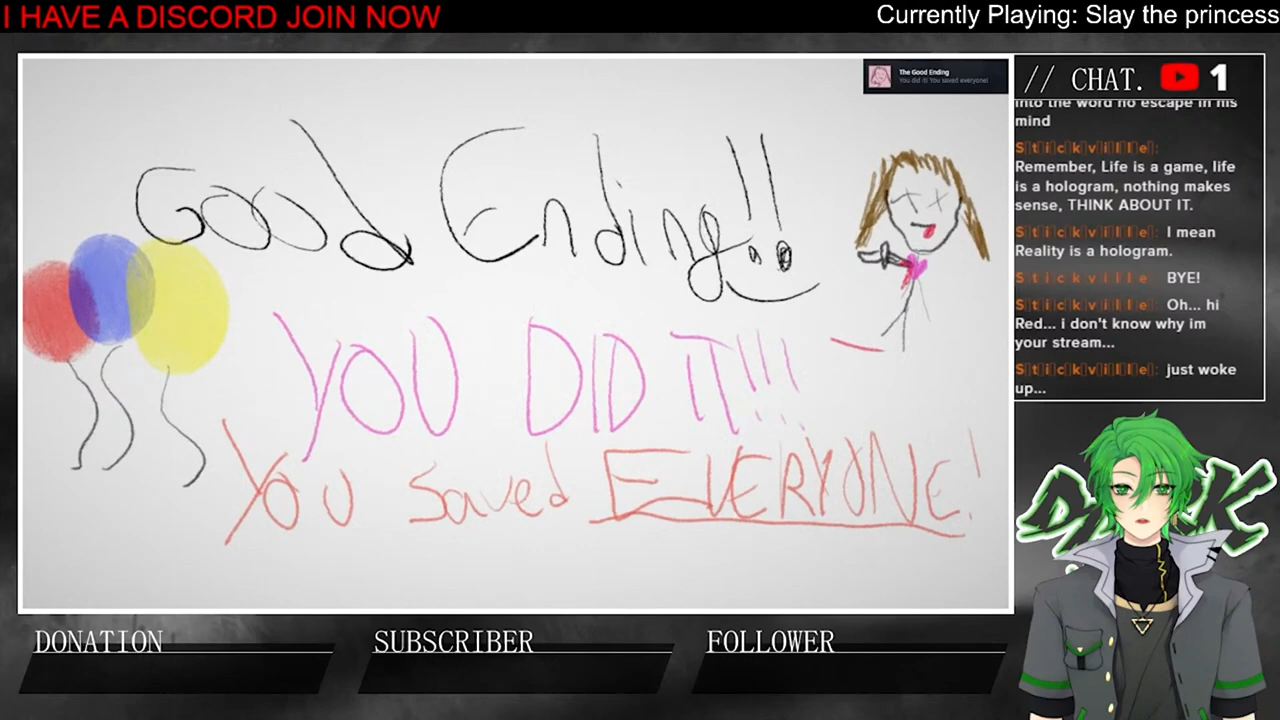 I HAVE A DISCORD JOIN NOW
Currently Playing: Slay the princess
The Good Ending
You did it! You saved everyone!
Good Ending!!
YOU DID IT!!!
You saved EVERYONE!
// CHAT. 1
into the word no escape in his
mind
Stickville:
Remember, Life is a game, life
is a hologram, nothing makes
sense, THINK ABOUT IT.
Stickville: I mean
Reality is a hologram.
Stickville BYE!
Stickville: Oh... hi
Red... i don't know why im
your stream...
Stickville: just woke
up...
DONATION
SUBSCRIBER
FOLLOWER